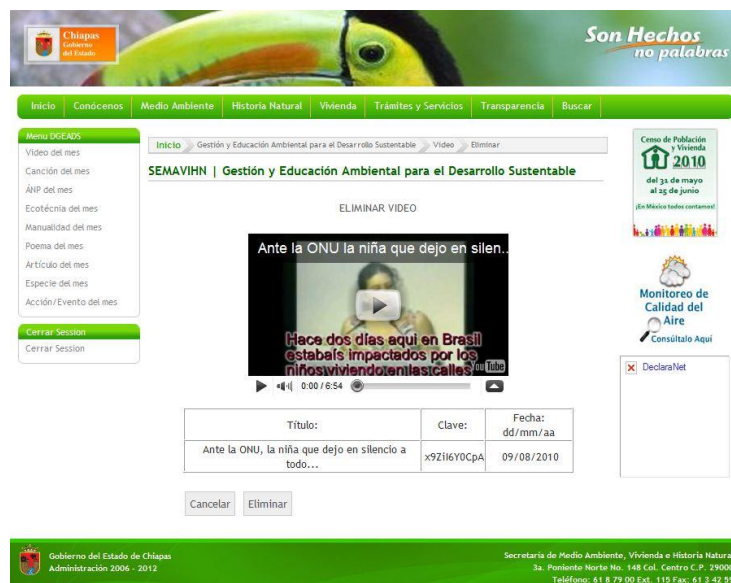 Chiapas
Gobierno
del Estado
Son Hechos
no palabras
Inicio Conócenos Medio Ambiente Historia Natural Vivienda Trámites y Servicios Transparencia Buscar
Menu DGEADS
Video del mes
Canción del mes
ÁNP del mes
Ecotécnia del mes
Manualidad del mes
Poema del mes
Artículo del mes
Especie del mes
Acción/Evento del mes
Cerrar Session
Cerrar Session
Inicio Gestión y Educación Ambiental para el Desarrollo Sustentable Video Eliminar
SEMAVIHN | Gestión y Educación Ambiental para el Desarrollo Sustentable
ELIMINAR VIDEO
Ante la ONU la niña que dejo en silen..
Hace dos días aqui en Brasil
estabaís impactados por los
niños viviendo en las calles
You Tube
0:00 / 6:54
Título: Clave: Fecha:
dd/mm/aa
Ante la ONU, la niña que dejo en silencio a
todo... x9ZiI6Y0CpA 09/08/2010
Cancelar Eliminar
Censo de Población
y Vivienda
2010
del 31 de mayo
al 25 de junio
¡En México todos contamos!
Monitoreo de
Calidad del
Aire
Consúltalo Aquí
DeclaraNet
Gobierno del Estado de Chiapas
Administración 2006 - 2012
Secretaría de Medio Ambiente, Vivienda e Historia Natura
3a. Poniente Norte No. 148 Col. Centro C.P. 2900
Teléfono: 61 8 79 00 Ext. 115 Fax: 61 3 42 59